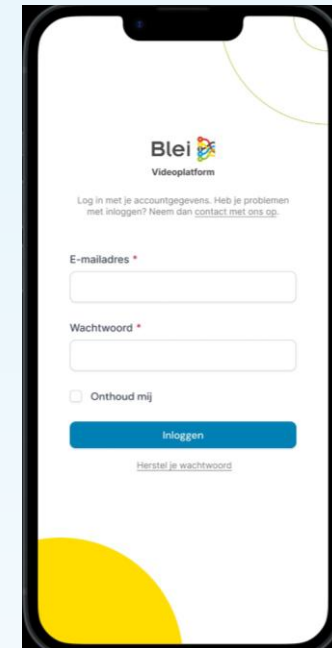 Blei
Videoplatform
Log in met je accountgegevens. Heb je problemen
met inloggen? Neem dan contact met ons op.
E-mailadres *
Wachtwoord *
Onthoud mij
Inloggen
Herstel je wachtwoord